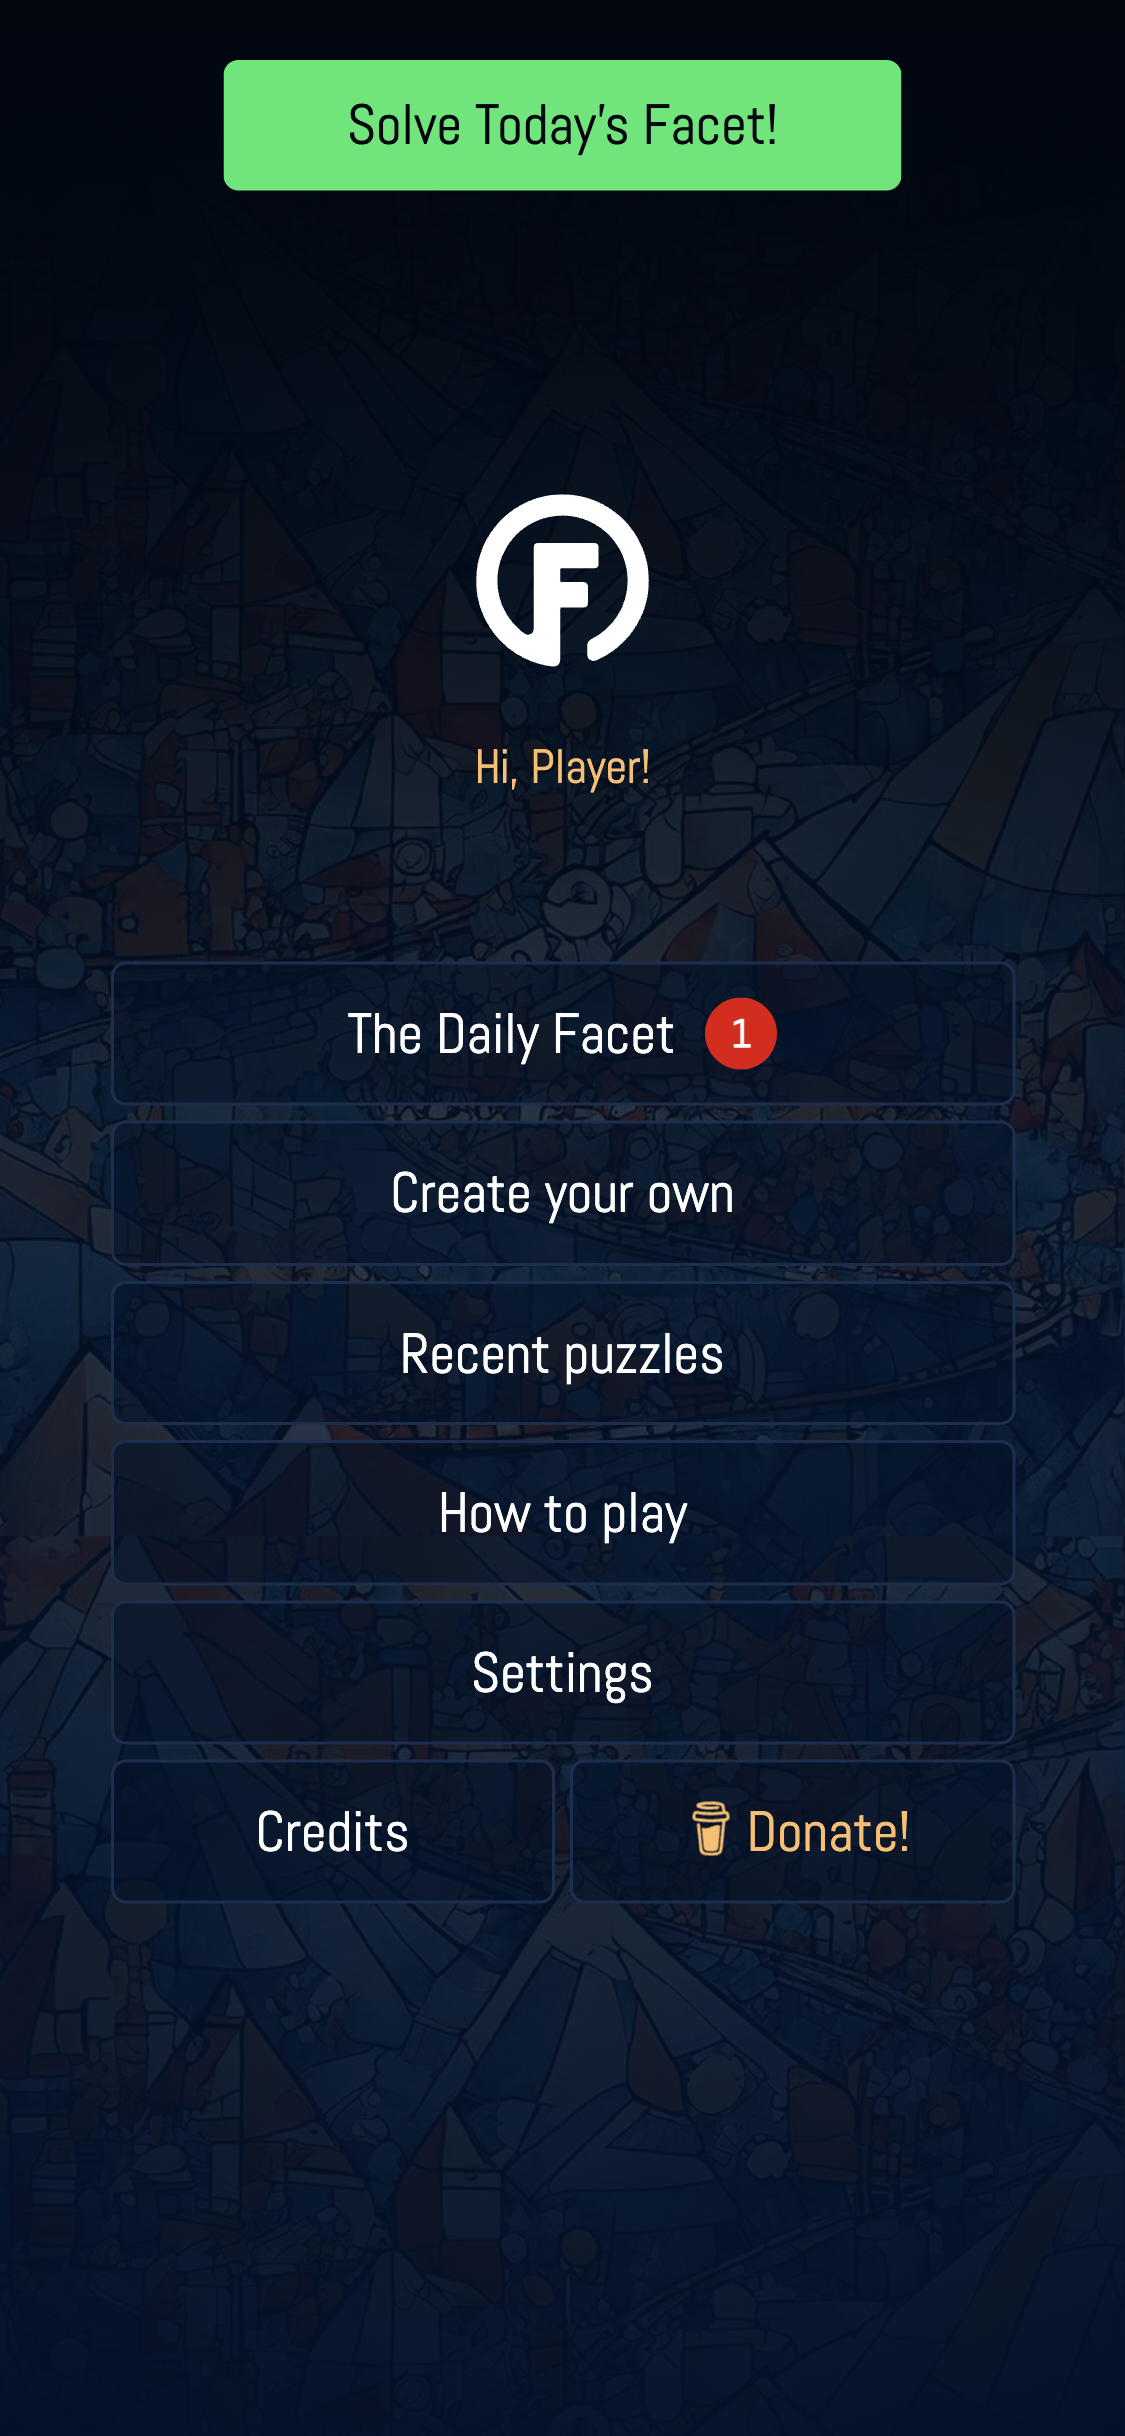 Solve Today's Facet!
F
Hi, Player!
The Daily Facet 1
Create your own
Recent puzzles
How to play
Settings
Credits
Donate!